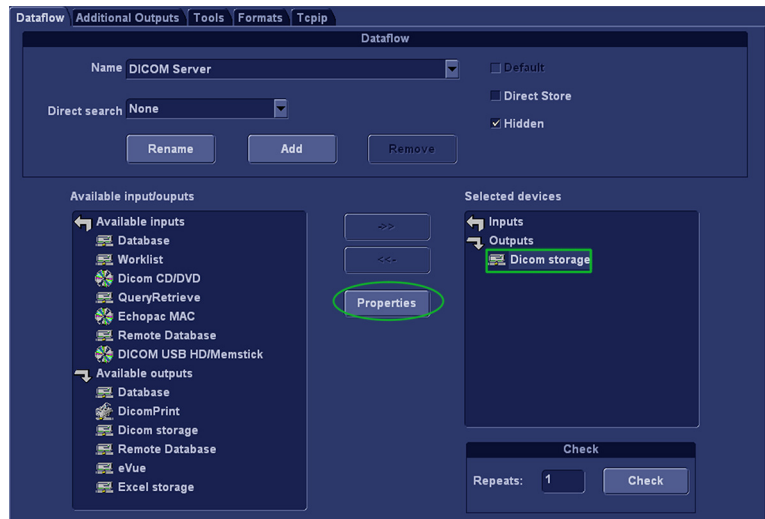 Dataflow Additional Outputs Tools Formats Tcpip
Dataflow
Name DICOM Server
Default
Direct Store
Hidden
Direct search None
Rename Add Remove
Available input/ouputs
Available inputs
Database
Worklist
Dicom CD/DVD
QueryRetrieve
Echopac MAC
Remote Database
DICOM USB HD/Memstick
Available outputs
Database
DicomPrint
Dicom storage
Remote Database
eVue
Excel storage
->>
<<-
Properties
Selected devices
Inputs
Outputs
Dicom storage
Check
Repeats: 1 Check